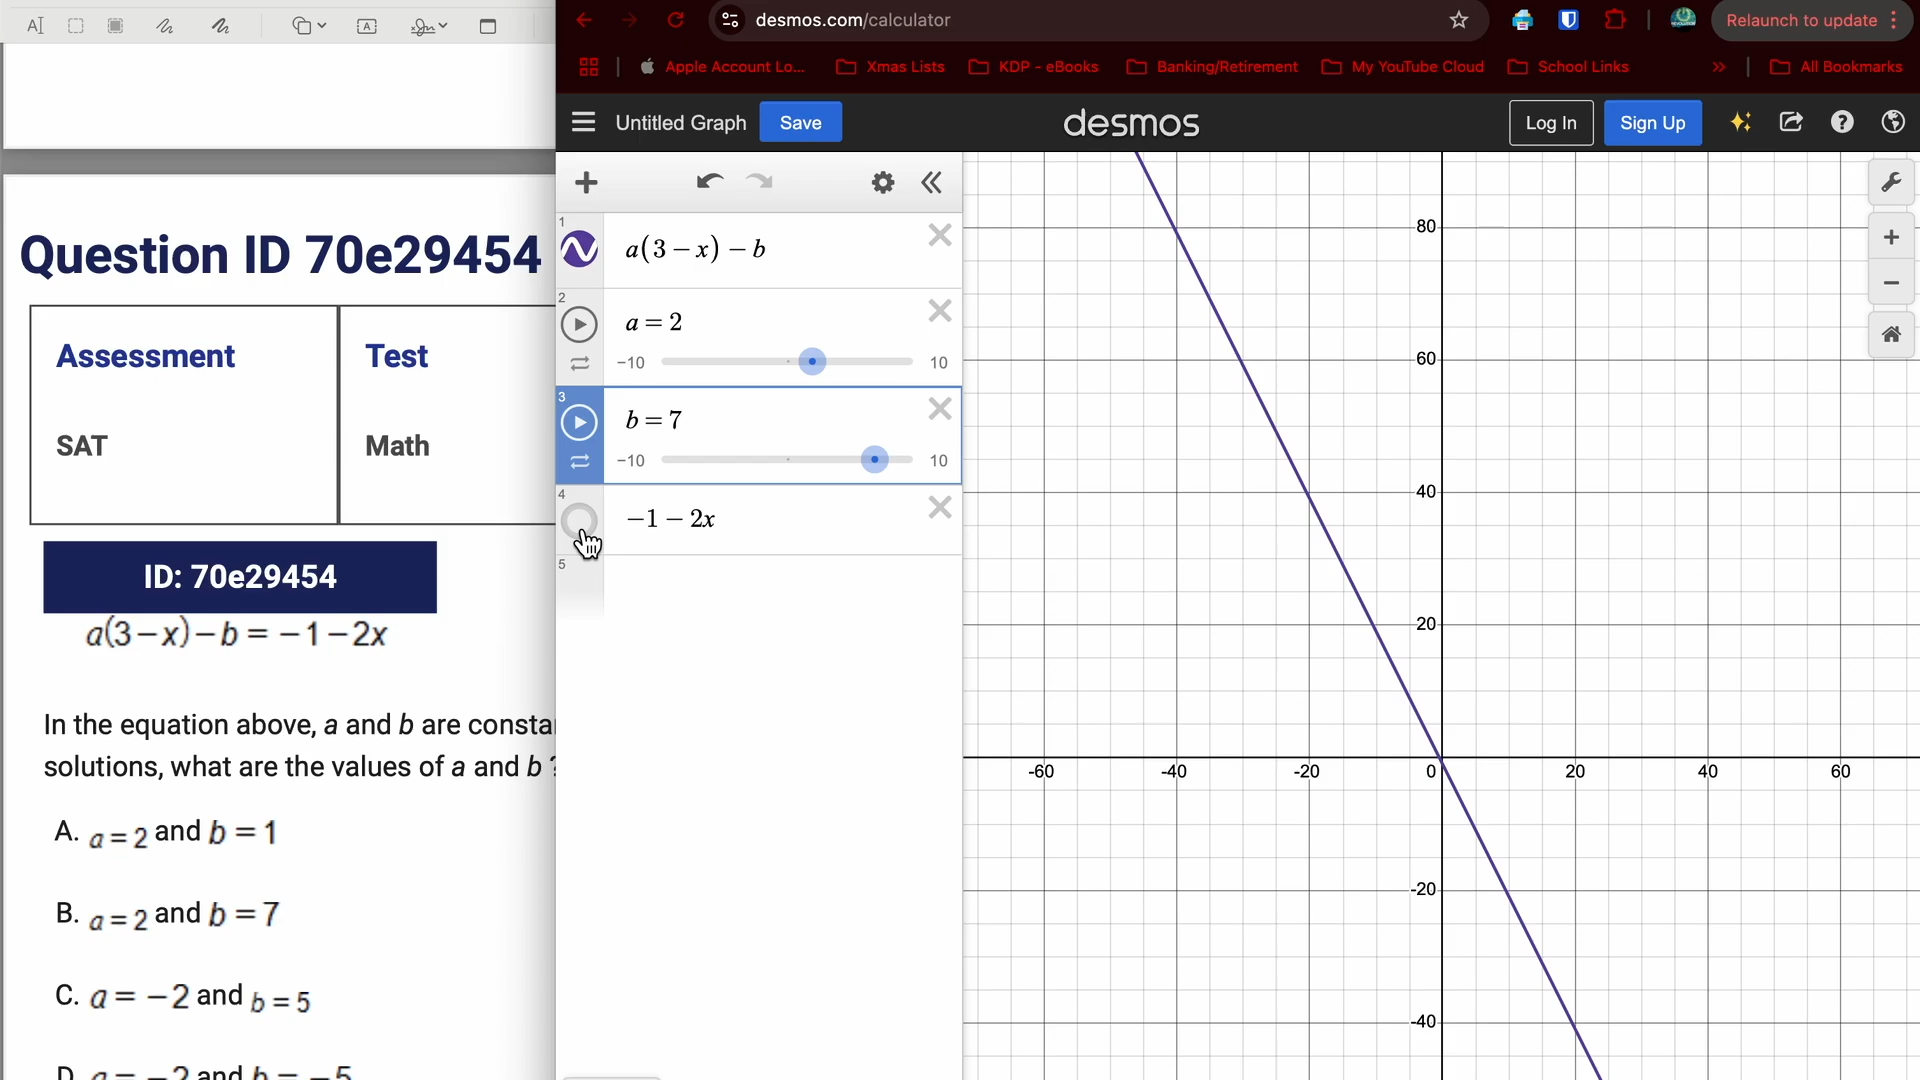 desmos.com/calculator
Relaunch to update
Apple Account Lo...
Xmas Lists
KDP - eBooks
Banking/Retirement
My YouTube Cloud
School Links
All Bookmarks
Untitled Graph
Save
desmos
Log In
Sign Up
Question ID 70e29454
Assessment
Test
SAT
Math
ID: 70e29454
a(3−x)−b = −1−2x
In the equation above, a and b are
solutions, what are the values of a and b ?
A. a = 2 and b = 1
B. a = 2 and b = 7
C. a = −2 and b = 5
D. a = −2 and b = −5
1
a(3 − x) − b
2
a = 2
−10
10
3
b = 7
−10
10
4
−1 − 2x
5
80
60
40
20
-60
-40
-20
0
20
40
60
-20
-40